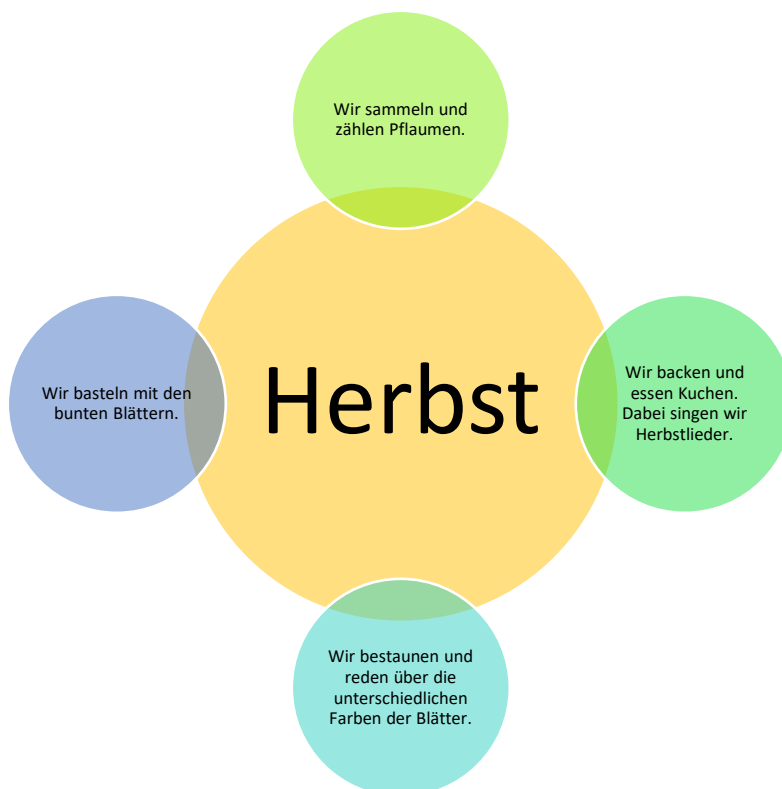 Wir sammeln und
zählen Pflaumen.
Wir basteln mit den
bunten Blättern.
Herbst
Wir backen und
essen Kuchen.
Dabei singen wir
Herbstlieder.
Wir bestaunen und
reden über die
unterschiedlichen
Farben der Blätter.